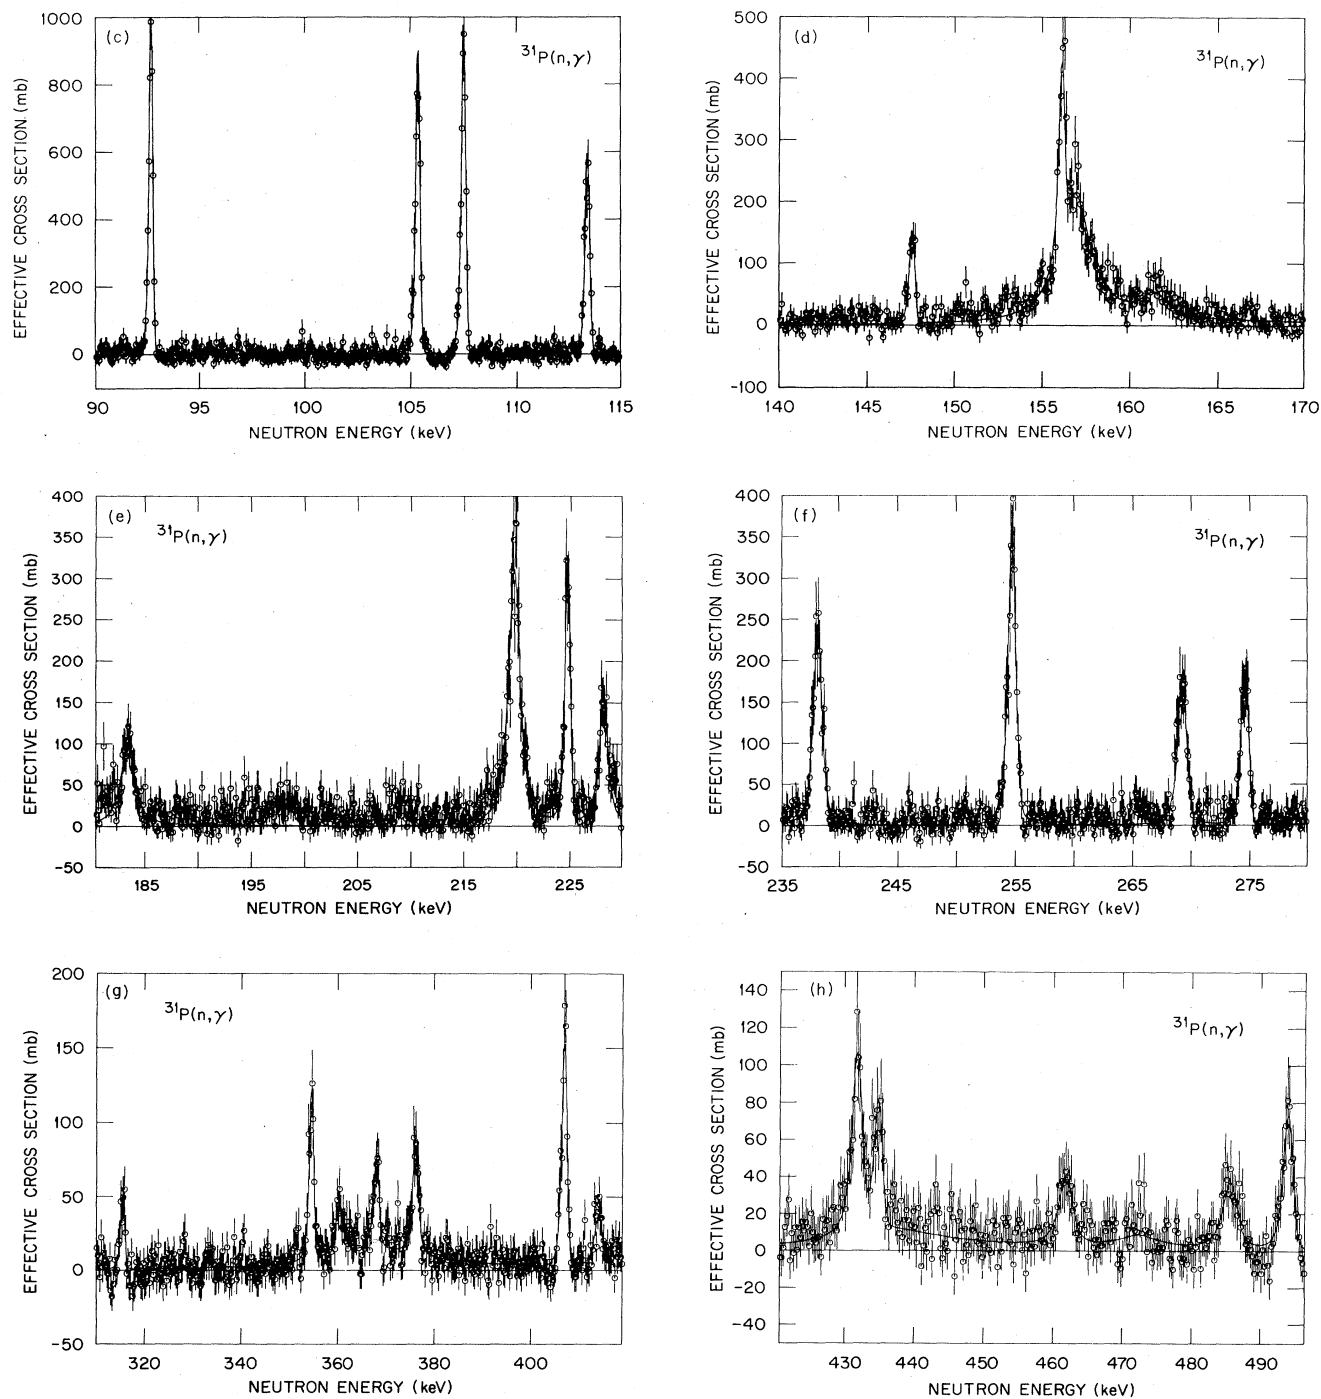 (c)
³¹P(n,γ)
EFFECTIVE CROSS SECTION (mb)
1000
800
600
400
200
0
90 95 100 105 110 115
NEUTRON ENERGY (keV)
(d)
³¹P(n,γ)
EFFECTIVE CROSS SECTION (mb)
500
400
300
200
100
0
-100
140 145 150 155 160 165 170
NEUTRON ENERGY (keV)
(e)
³¹P(n,γ)
EFFECTIVE CROSS SECTION (mb)
400
350
300
250
200
150
100
50
0
-50
185 195 205 215 225
NEUTRON ENERGY (keV)
(f)
³¹P(n,γ)
EFFECTIVE CROSS SECTION (mb)
400
350
300
250
200
150
100
50
0
-50
235 245 255 265 275
NEUTRON ENERGY (keV)
(g)
³¹P(n,γ)
EFFECTIVE CROSS SECTION (mb)
200
150
100
50
0
-50
320 340 360 380 400
NEUTRON ENERGY (keV)
(h)
³¹P(n,γ)
EFFECTIVE CROSS SECTION (mb)
140
120
100
80
60
40
20
0
-20
-40
430 440 450 460 470 480 490
NEUTRON ENERGY (keV)